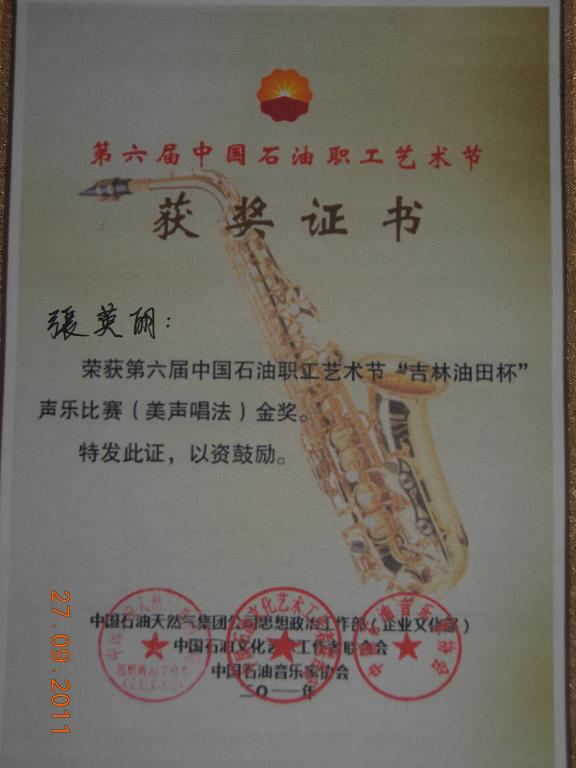 第六届中国石油职工艺术节
获奖证书
張英丽：
荣获第六届中国石油职工艺术节“吉林油田杯”
声乐比赛（美声唱法）金奖。
特发此证，以资鼓励。
中国石油天然气集团公司思想政治工作部（企业文化部）
中国石油文化艺术工作者联合会
中国石油音乐家协会
二〇一一年
27.09.2011